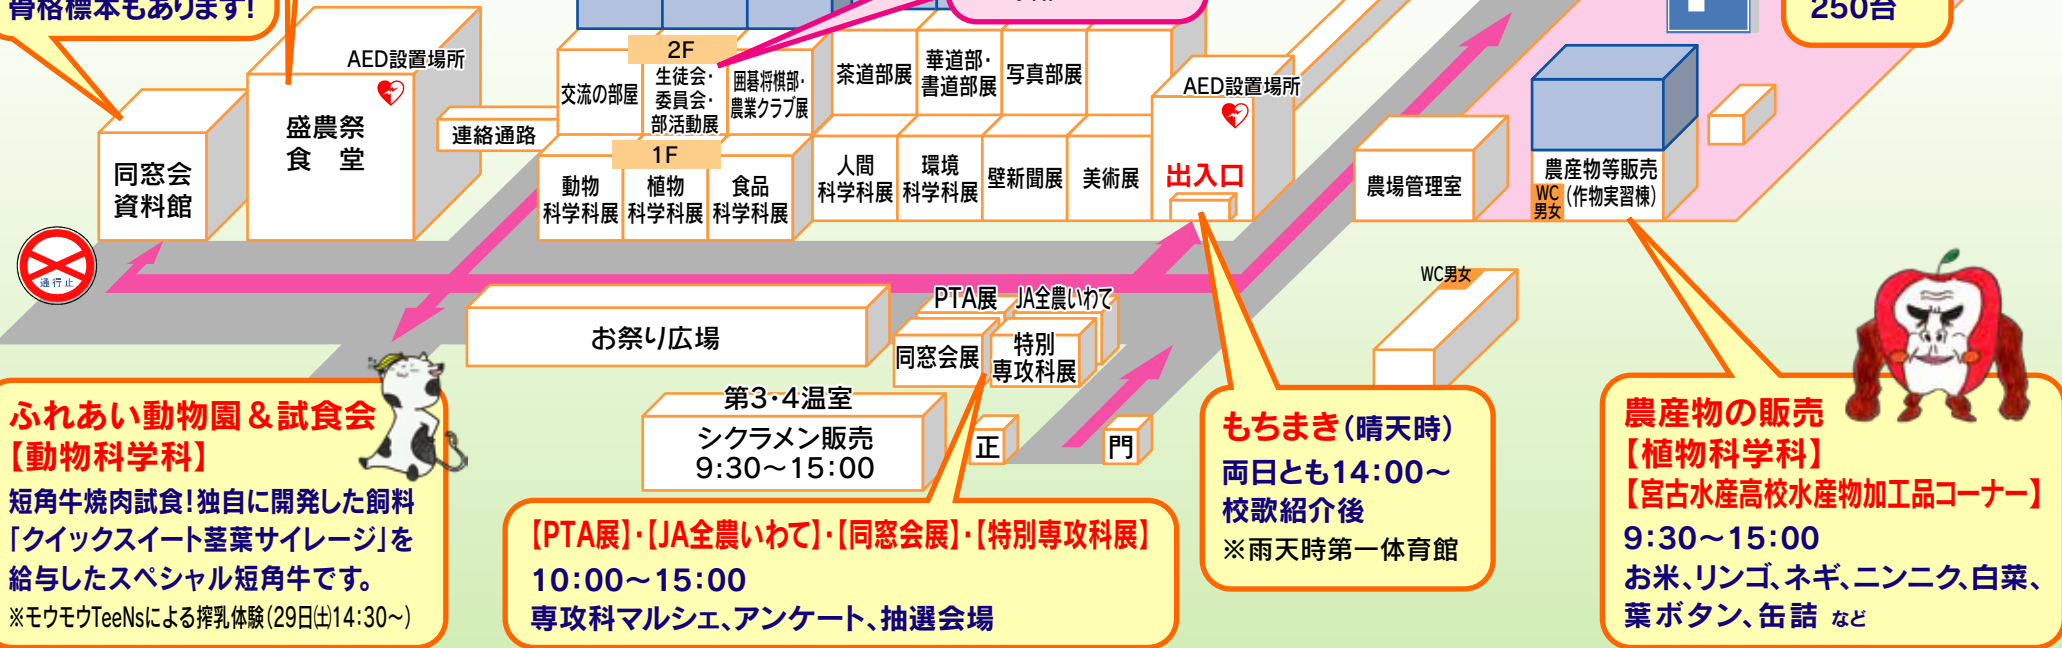 骨格標本もあります!
250台
AED設置場所
盛農祭
食　堂
同窓会
資料館
連絡通路
2F
交流の部屋
生徒会・
委員会・
部活動展
囲碁将棋部・
農業クラブ展
茶道部展
華道部・
書道部展
写真部展
1F
動物
科学科展
植物
科学科展
食品
科学科展
人間
科学科展
環境
科学科展
壁新聞展
美術展
AED設置場所
出入口
農場管理室
農産物等販売
(作物実習棟)
WC
男女
通行止
WC男女
お祭り広場
PTA展
JA全農いわて
同窓会展
特別
専攻科展
第3・4温室
シクラメン販売
9:30～15:00
正
門
ふれあい動物園&試食会
【動物科学科】
短角牛焼肉試食!独自に開発した飼料
「クイックスイート茎葉サイレージ」を
給与したスペシャル短角牛です。
※モウモウTeeNsによる搾乳体験(29日㈯14:30～)
【PTA展】・【JA全農いわて】・【同窓会展】・【特別専攻科展】
10:00～15:00
専攻科マルシェ、アンケート、抽選会場
もちまき(晴天時)
両日とも14:00～
校歌紹介後
※雨天時第一体育館
農産物の販売
【植物科学科】
【宮古水産高校水産物加工品コーナー】
9:30～15:00
お米、リンゴ、ネギ、ニンニク、白菜、
葉ボタン、缶詰 など